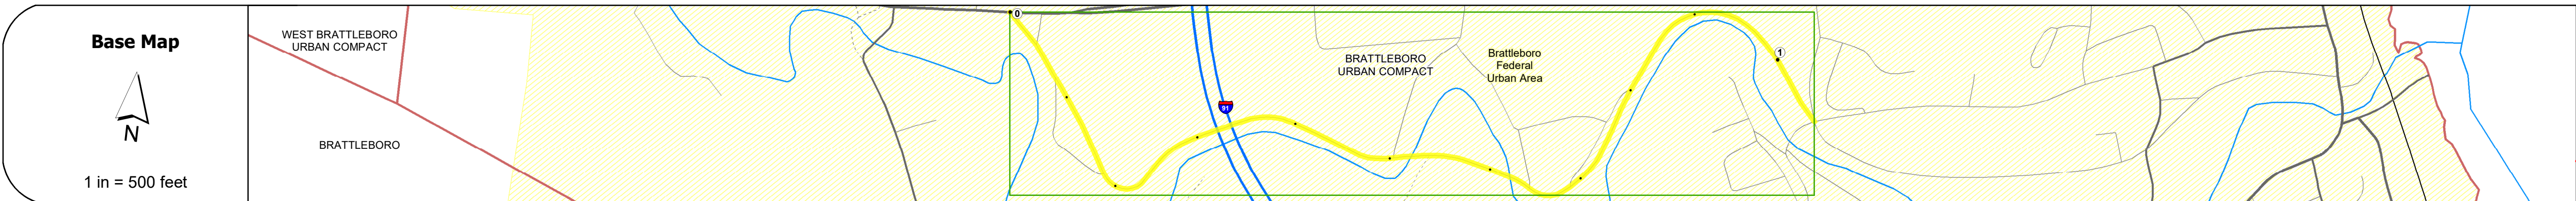 Base Map
N
1 in = 500 feet
WEST BRATTLEBORO
URBAN COMPACT
BRATTLEBORO
0
91
BRATTLEBORO
URBAN COMPACT
Brattleboro
Federal
Urban Area
1